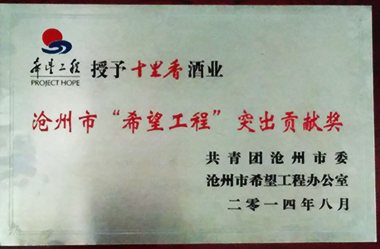 希望工程
PROJECT HOPE
授予十里香酒业
沧州市“希望工程”突出贡献奖
共青团沧州市委
沧州市希望工程办公室
二零一四年八月